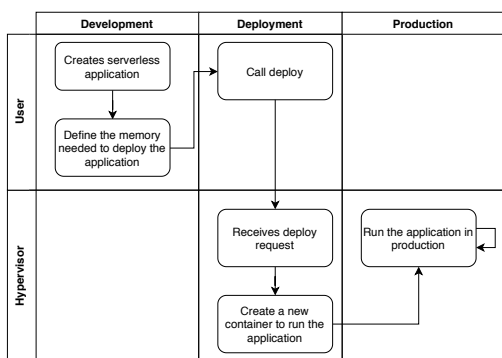 Development
Deployment
Production
User
Creates serverless
application
Define the memory
needed to deploy the
application
Call deploy
Hypervisor
Receives deploy
request
Create a new
container to run the
application
Run the application in
production